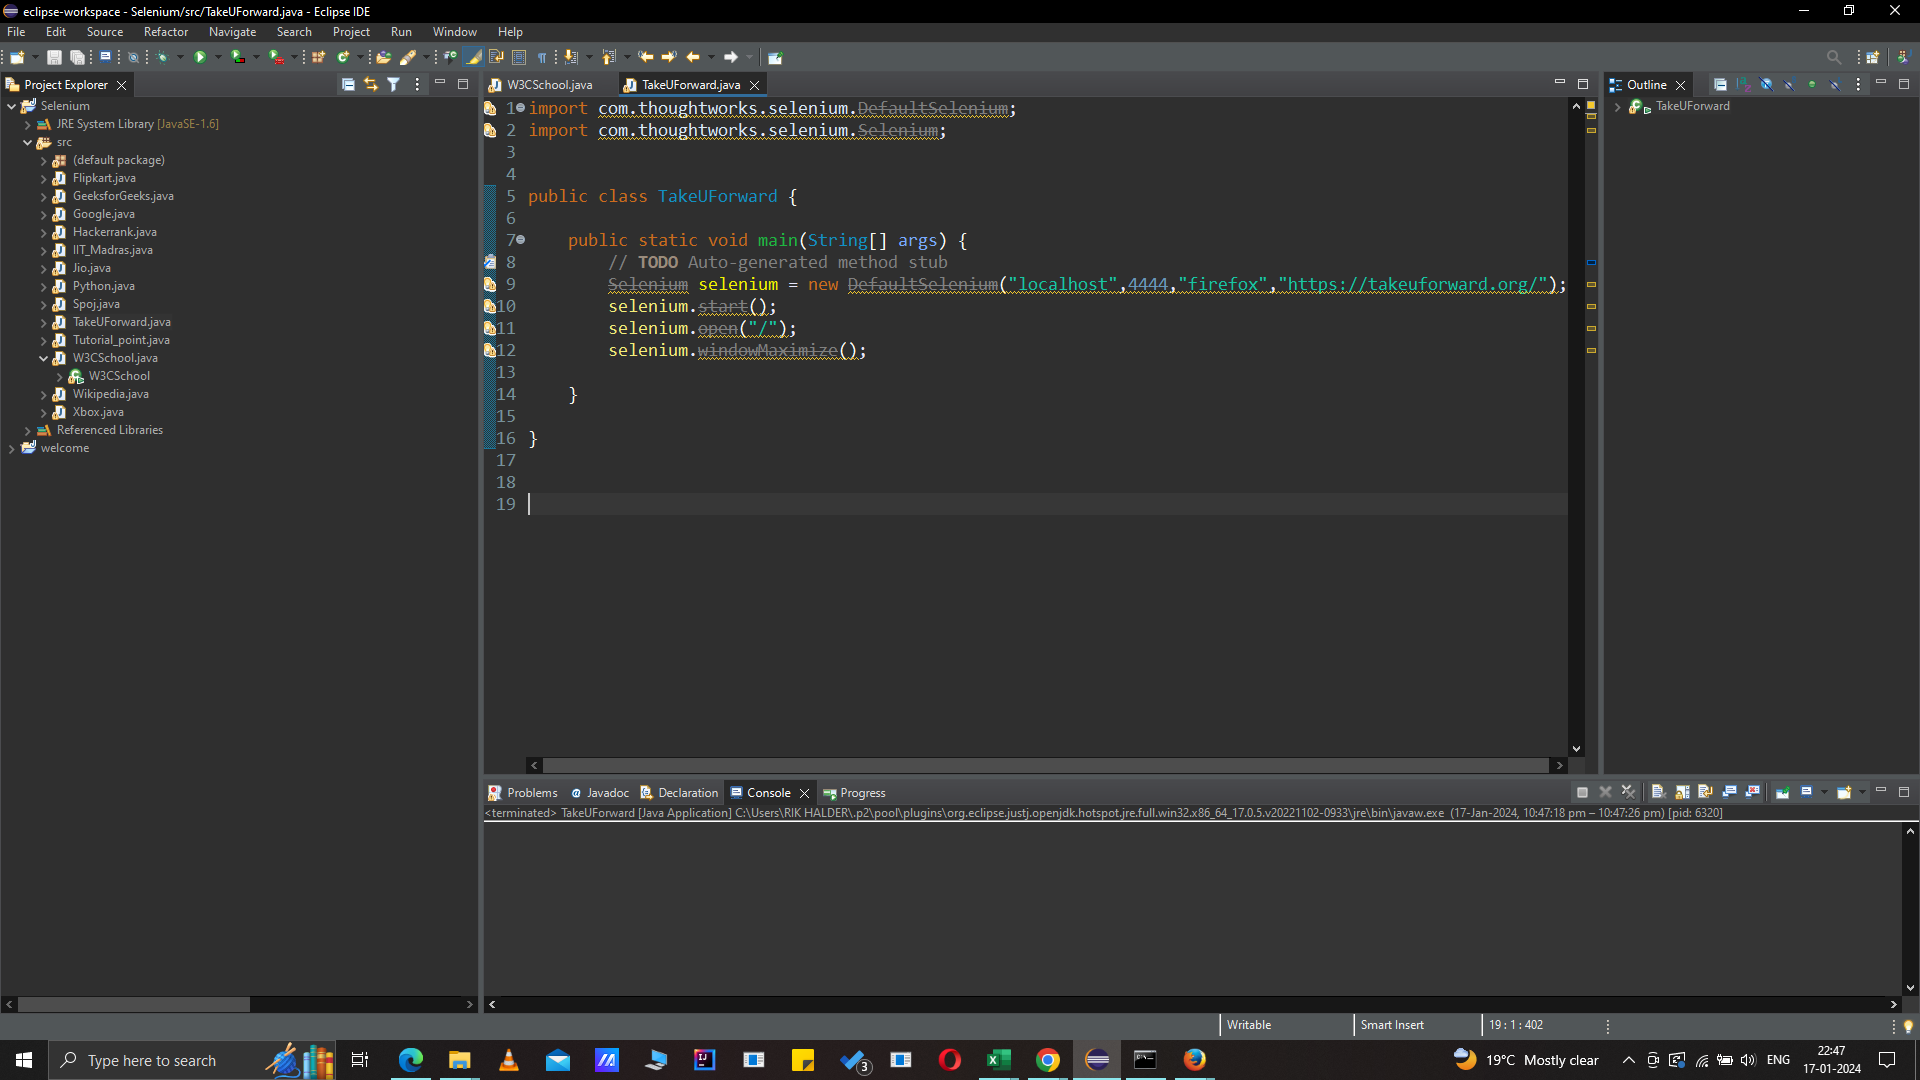 eclipse-workspace - Selenium/src/TakeUForward.java - Eclipse IDE
File Edit Source Refactor Navigate Search Project Run Window Help
Project Explorer
Selenium
JRE System Library [JavaSE-1.6]
src
(default package)
Flipkart.java
GeeksforGeeks.java
Google.java
Hackerrank.java
IIT_Madras.java
Jio.java
Python.java
Spoj.java
TakeUForward.java
Tutorial_point.java
W3CSchool.java
W3CSchool
Wikipedia.java
Xbox.java
Referenced Libraries
welcome
W3CSchool.java TakeUForward.java
1 import com.thoughtworks.selenium.DefaultSelenium;
2 import com.thoughtworks.selenium.Selenium;
3
4
5 public class TakeUForward {
6
7 public static void main(String[] args) {
8 // TODO Auto-generated method stub
9 Selenium selenium = new DefaultSelenium("localhost",4444,"firefox","https://takeuforward.org/");
10 selenium.start();
11 selenium.open("/");
12 selenium.windowMaximize();
13
14 }
15
16 }
17
18
19
Outline
TakeUForward
Problems Javadoc Declaration Console Progress
<terminated> TakeUForward [Java Application] C:\Users\RIK HALDER\.p2\pool\plugins\org.eclipse.justj.openjdk.hotspot.jre.full.win32.x86_64_17.0.5.v20221102-0933\jre\bin\javaw.exe (17-Jan-2024, 10:47:18 pm – 10:47:26 pm) [pid: 6320]
Writable Smart Insert 19 : 1 : 402
Type here to search
3
19°C Mostly clear
ENG
22:47
17-01-2024